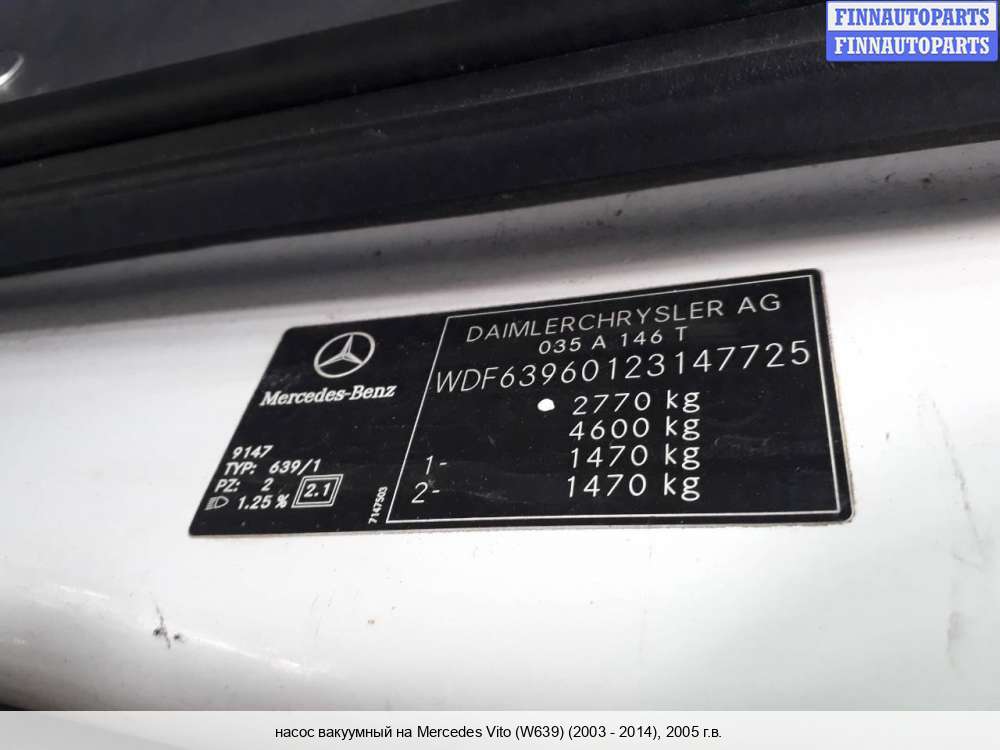 FINNAUTOPARTS
FINNAUTOPARTS
Mercedes-Benz
9147
TYP: 639/1
PZ: 2
1.25 %
2.1
7147503
DAIMLERCHRYSLER AG
035 A 146 T
WDF63960123147725
2770 kg
4600 kg
1- 1470 kg
2- 1470 kg
насос вакуумный на Mercedes Vito (W639) (2003 - 2014), 2005 г.в.